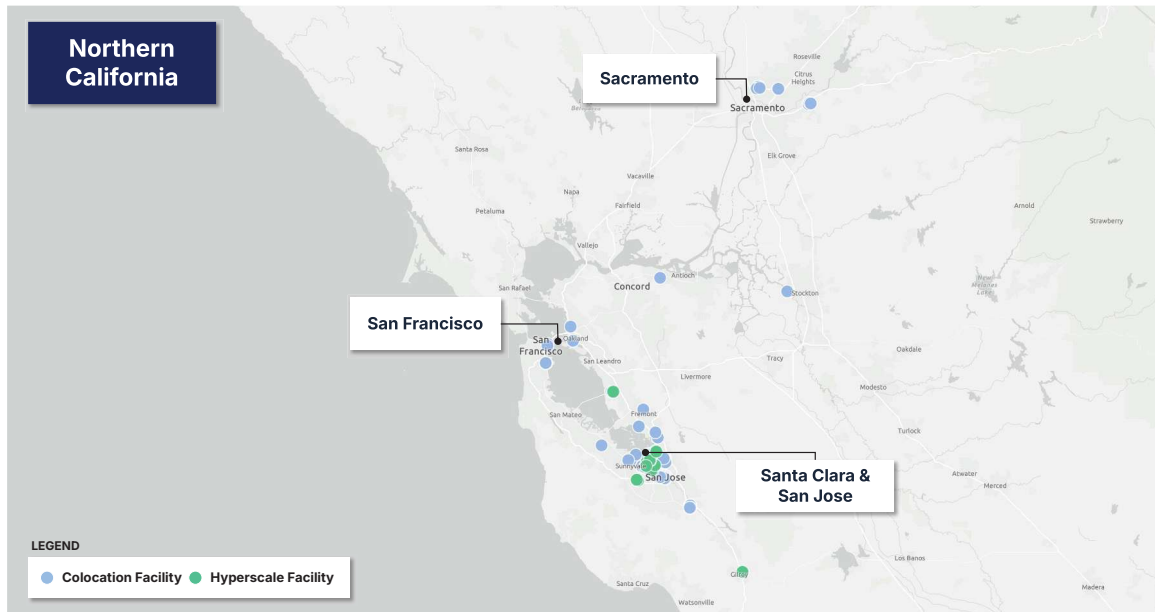 Northern
California
Roseville
Citrus
Heights
Sacramento
Sacramento
Santa Rosa
Elk Grove
Vacaville
Napa
Fairfield
Petaluma
Arnold
Strawberry
Vallejo
Antioch
Concord
San Rafael
New
Melones
Lake
Stockton
San Francisco
San
Francisco
Oakland
San Leandro
Oakdale
Tracy
Livermore
Modesto
San Mateo
Fremont
Turlock
San Jose
Santa Clara &
San Jose
Atwater
Merced
Los Banos
LEGEND
Colocation Facility
Hyperscale Facility
Santa Cruz
Watsonville
Madera